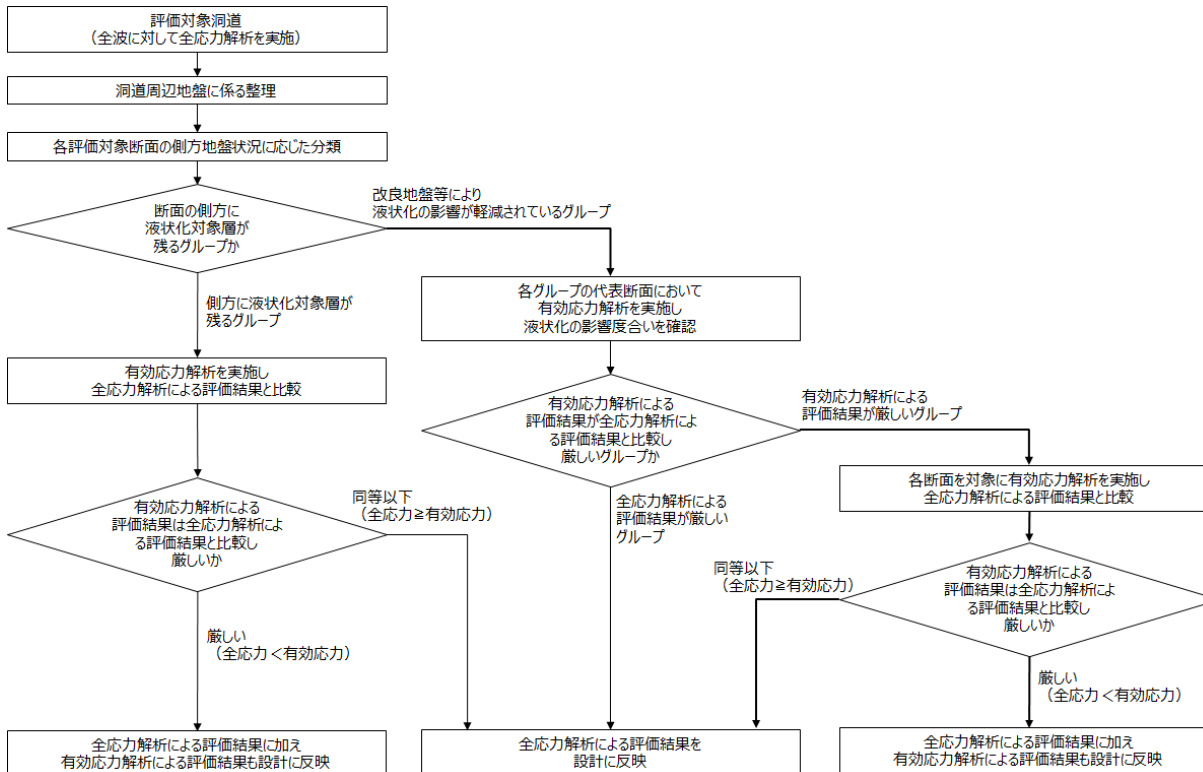 評価対象洞道
（全波に対して全応力解析を実施）
洞道周辺地盤に係る整理
各評価対象断面の側方地盤状況に応じた分類
断面の側方に
液状化対象層が
残るグループか
改良地盤等により
液状化の影響が軽減されているグループ
側方に液状化対象層が
残るグループ
各グループの代表断面において
有効応力解析を実施し
液状化の影響度合いを確認
有効応力解析を実施し
全応力解析による評価結果と比較
有効応力解析による
評価結果が全応力解析によ
る評価結果と比較し
厳しいグループか
有効応力解析による
評価結果が厳しいグループ
各断面を対象に有効応力解析を実施し
全応力解析による評価結果と比較
有効応力解析による
評価結果は全応力解析によ
る評価結果と比較し
厳しいか
同等以下
（全応力≧有効応力）
全応力解析による
評価結果が厳しい
グループ
同等以下
（全応力≧有効応力）
有効応力解析による
評価結果は全応力解析によ
る評価結果と比較し
厳しいか
厳しい
（全応力＜有効応力）
厳しい
（全応力＜有効応力）
全応力解析による評価結果に加え
有効応力解析による評価結果も設計に反映
全応力解析による評価結果を
設計に反映
全応力解析による評価結果に加え
有効応力解析による評価結果も設計に反映